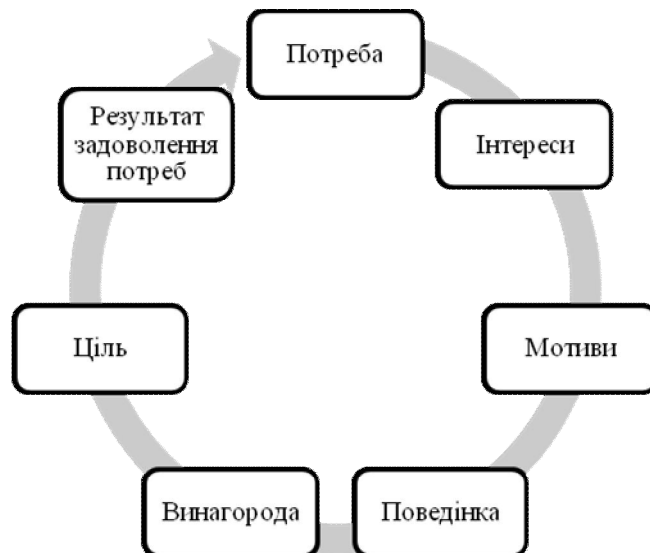 Потреба
Інтереси
Мотиви
Поведінка
Винагорода
Ціль
Результат
задоволення
потреб